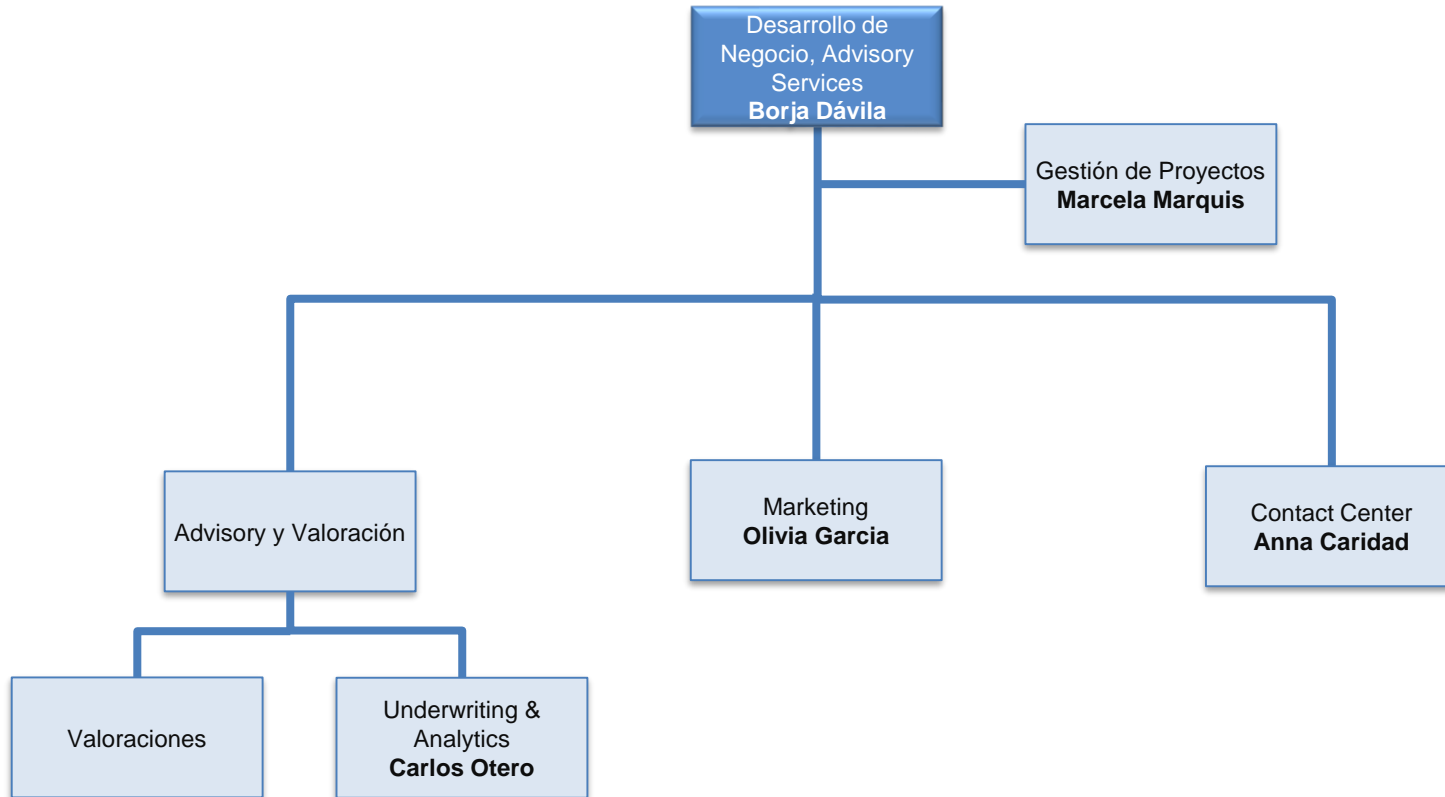 Desarrollo de
Negocio, Advisory
Services
Borja Dávila
Gestión de Proyectos
Marcela Marquis
Advisory y Valoración
Marketing
Olivia Garcia
Contact Center
Anna Caridad
Valoraciones
Underwriting &
Analytics
Carlos Otero